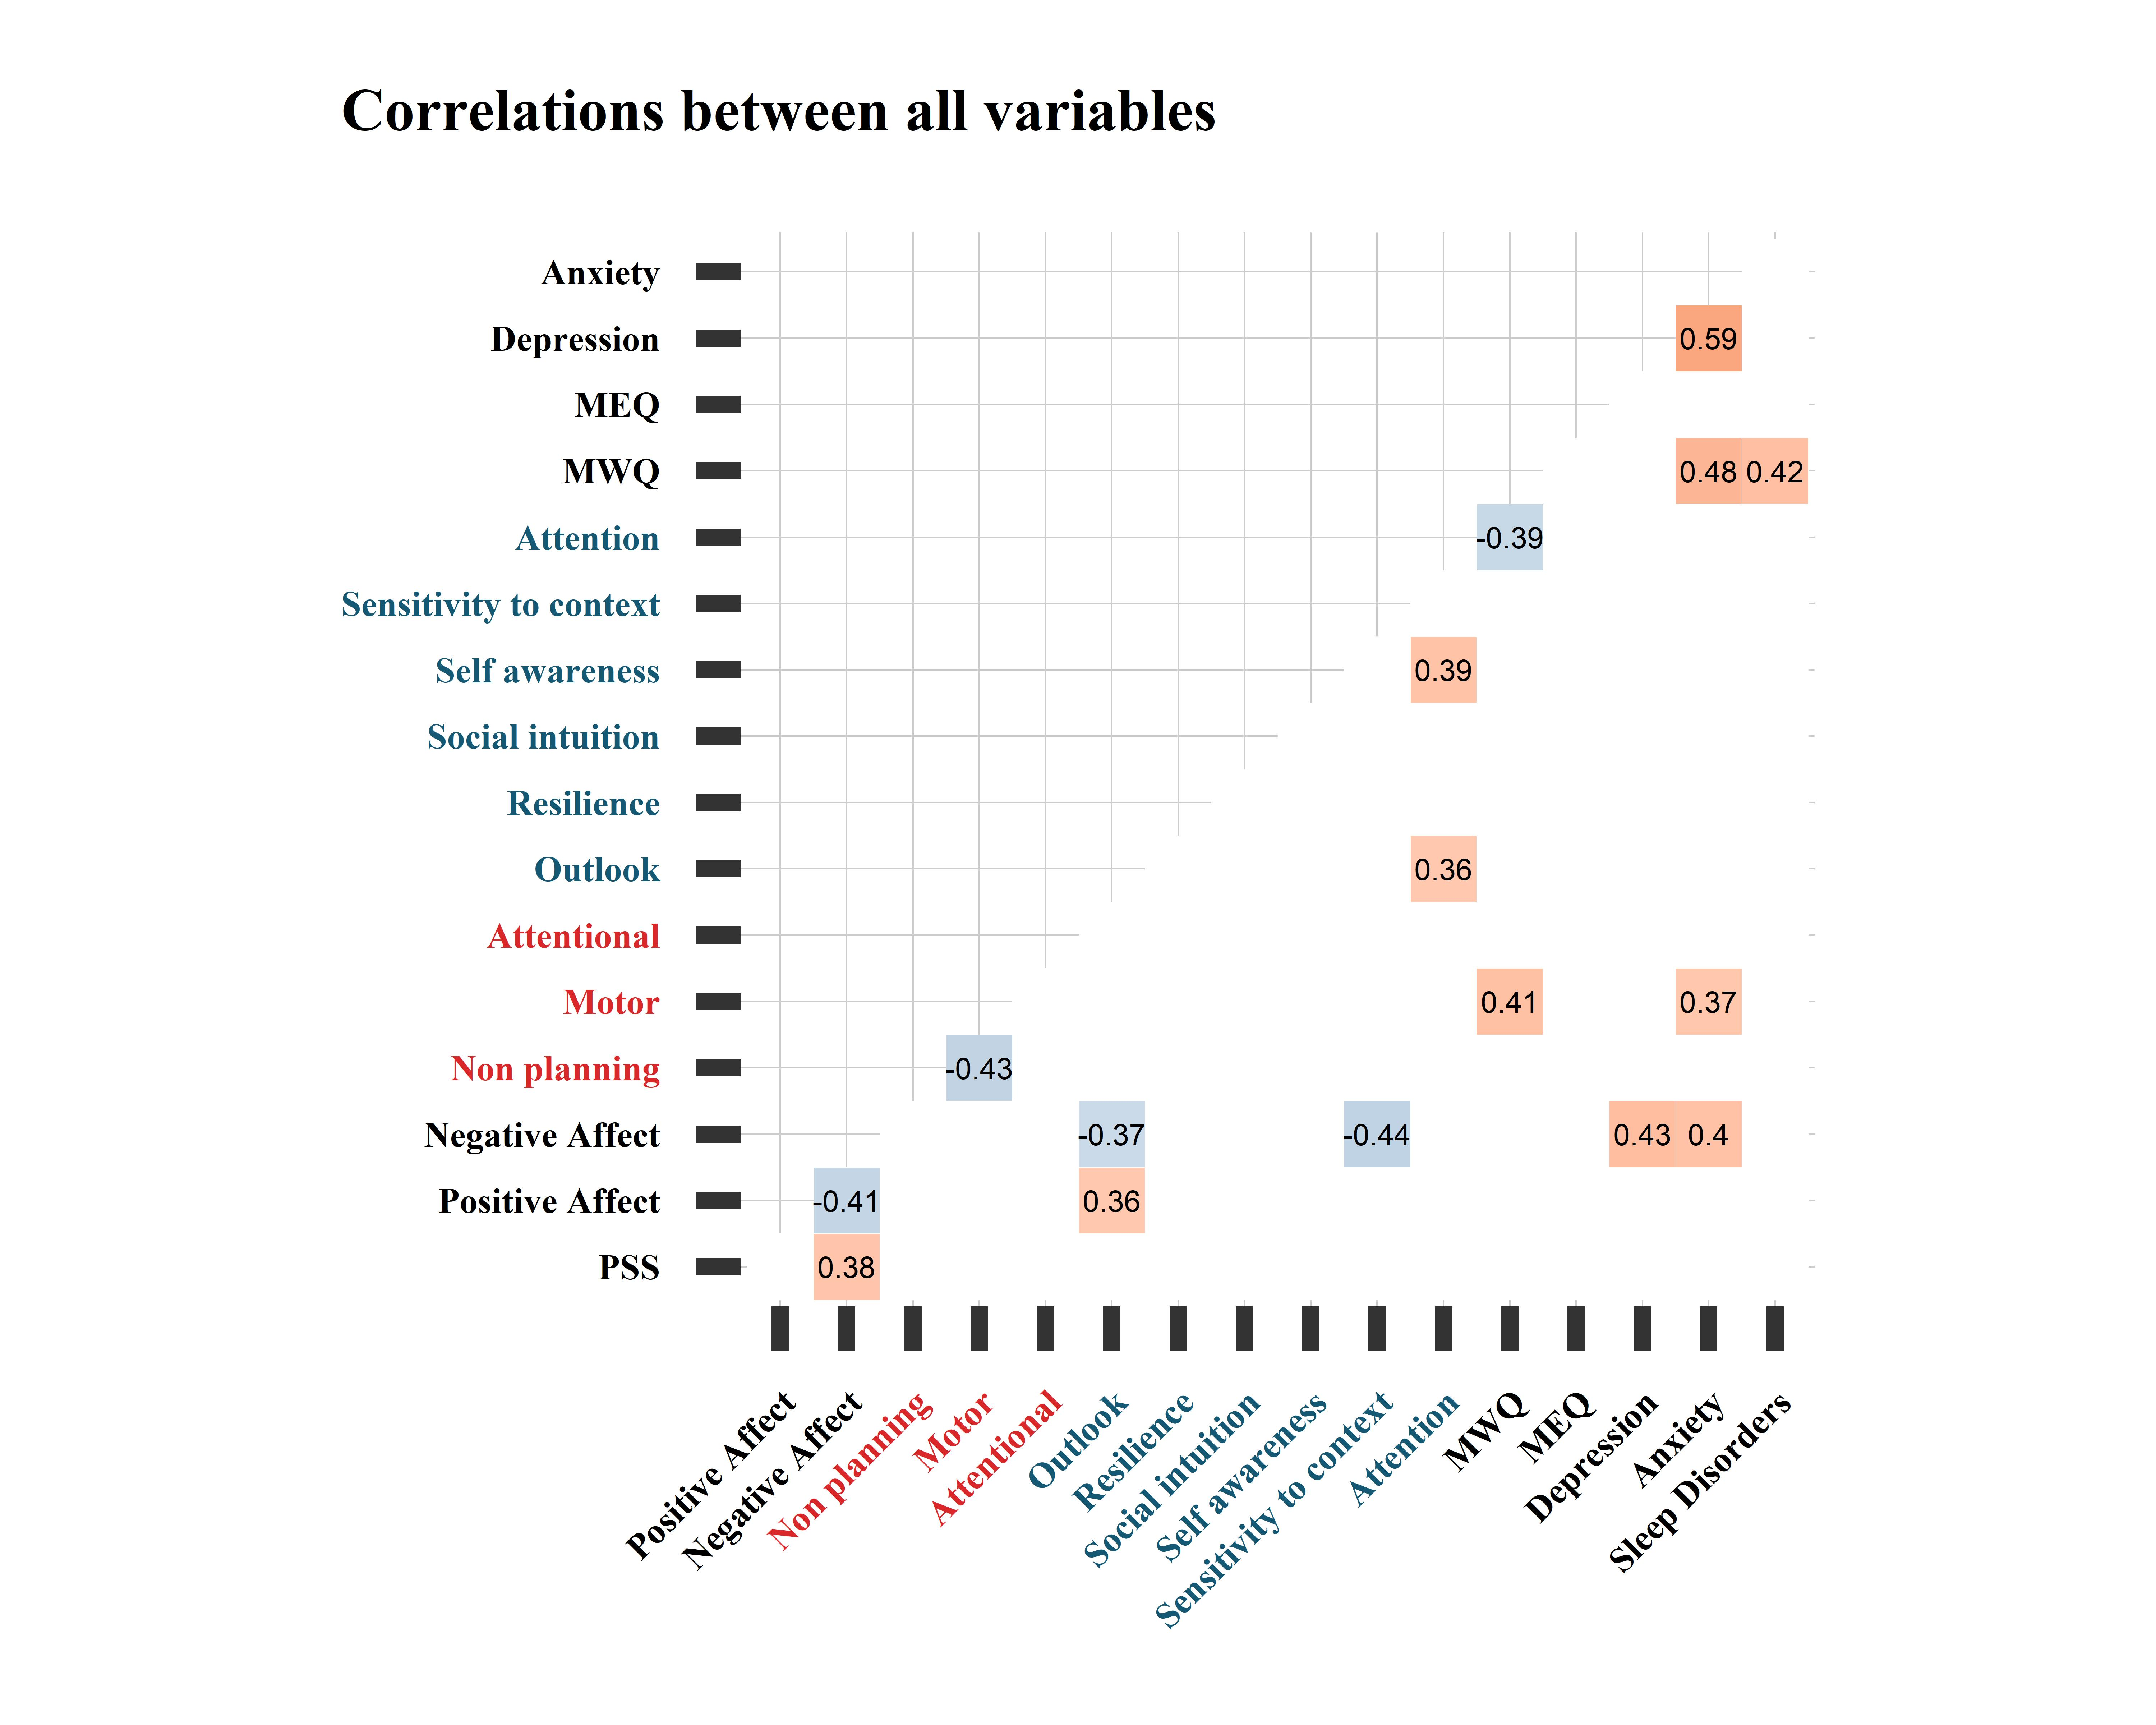 Correlations between all variables
Anxiety
Depression 0.59
MEQ
MWQ 0.48 0.42
Attention -0.39
Sensitivity to context
Self awareness 0.39
Social intuition
Resilience
Outlook 0.36
Attentional
Motor 0.41 0.37
Non planning -0.43
Negative Affect -0.37 -0.44 0.43 0.4
Positive Affect -0.41 0.36
PSS 0.38
Positive Affect
Negative Affect
Non planning
Motor
Attentional
Outlook
Resilience
Social intuition
Self awareness
Sensitivity to context
Attention
MWQ
MEQ
Depression
Anxiety
Sleep Disorders